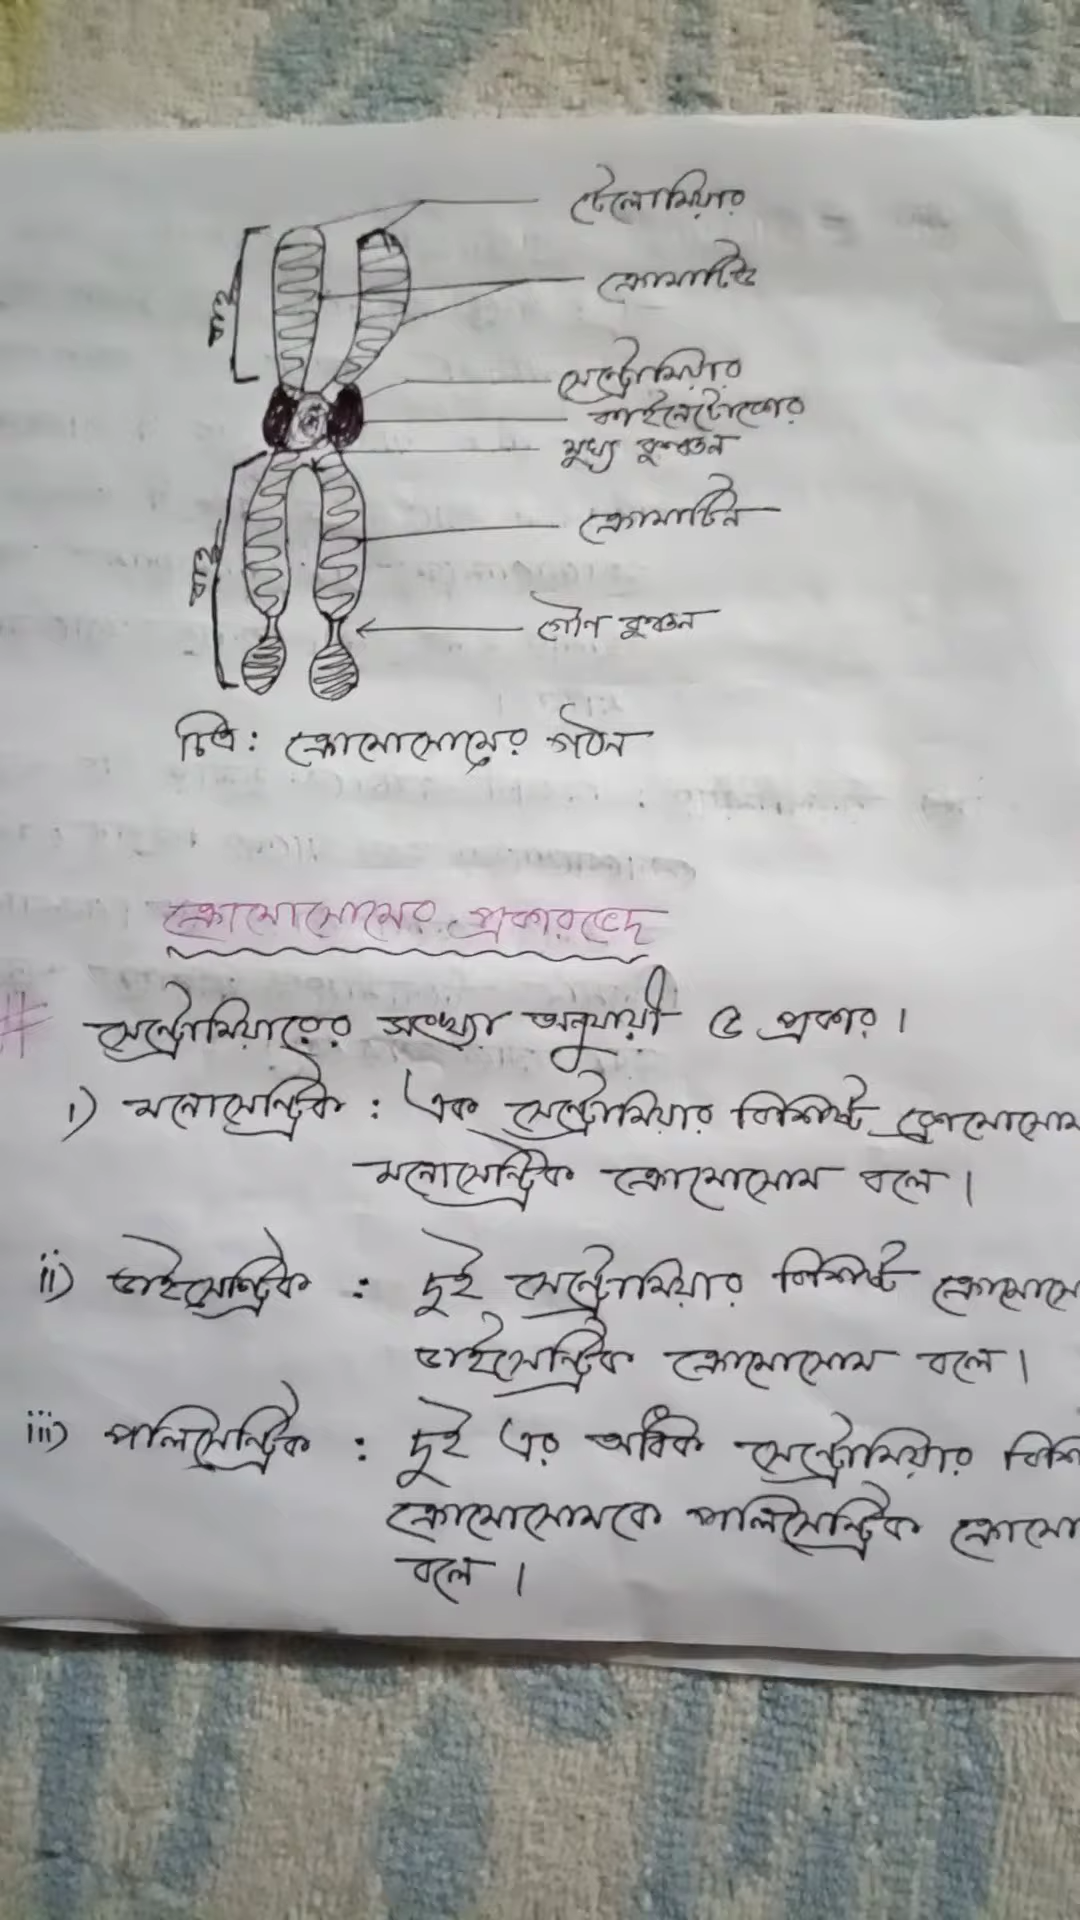 টেলোমিয়ার
ক্রোমাটিড
বাহু
সেন্ট্রোমিয়ার
কাইনেটোকোর
মুখ্য কুঞ্চন
ক্রোমাটিন
বাহু
গৌণ কুঞ্চন
চিত্র: ক্রোমোসোমের গঠন
ক্রোমোসোমের প্রকারভেদ
# সেন্ট্রোমিয়ারের সংখ্যা অনুযায়ী ৫ প্রকার।
i) মনোসেন্ট্রিক : এক সেন্ট্রোমিয়ার বিশিষ্ট ক্রোমোসোম
মনোসেন্ট্রিক ক্রোমোসোম বলে।
ii) ডাইসেন্ট্রিক : দুই সেন্ট্রোমিয়ার বিশিষ্ট ক্রোমোসো
ডাইসেন্ট্রিক ক্রোমোসোম বলে।
iii) পলিসেন্ট্রিক : দুই এর অধিক সেন্ট্রোমিয়ার বিশি
ক্রোমোসোমকে পলিসেন্ট্রিক ক্রোমো
বলে।